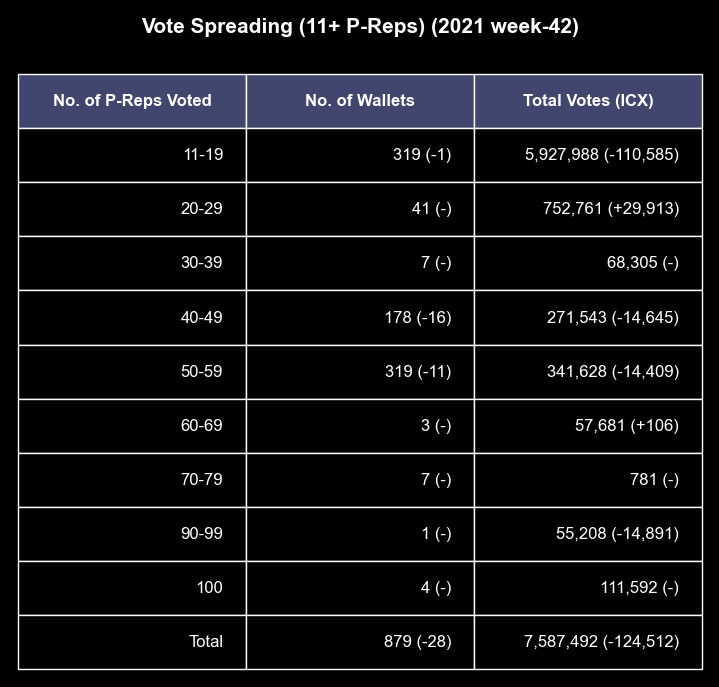 Vote Spreading (11+ P-Reps) (2021 week-42)
No. of P-Reps Voted No. of Wallets Total Votes (ICX)
11-19 319 (-1) 5,927,988 (-110,585)
20-29 41 (-) 752,761 (+29,913)
30-39 7 (-) 68,305 (-)
40-49 178 (-16) 271,543 (-14,645)
50-59 319 (-11) 341,628 (-14,409)
60-69 3 (-) 57,681 (+106)
70-79 7 (-) 781 (-)
90-99 1 (-) 55,208 (-14,891)
100 4 (-) 111,592 (-)
Total 879 (-28) 7,587,492 (-124,512)